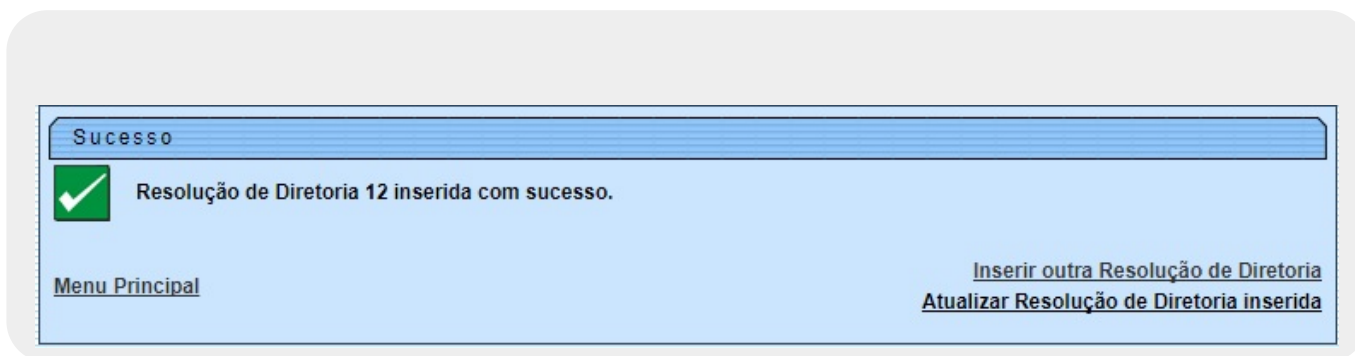 Sucesso
Resolução de Diretoria 12 inserida com sucesso.
Menu Principal
Inserir outra Resolução de Diretoria
Atualizar Resolução de Diretoria inserida